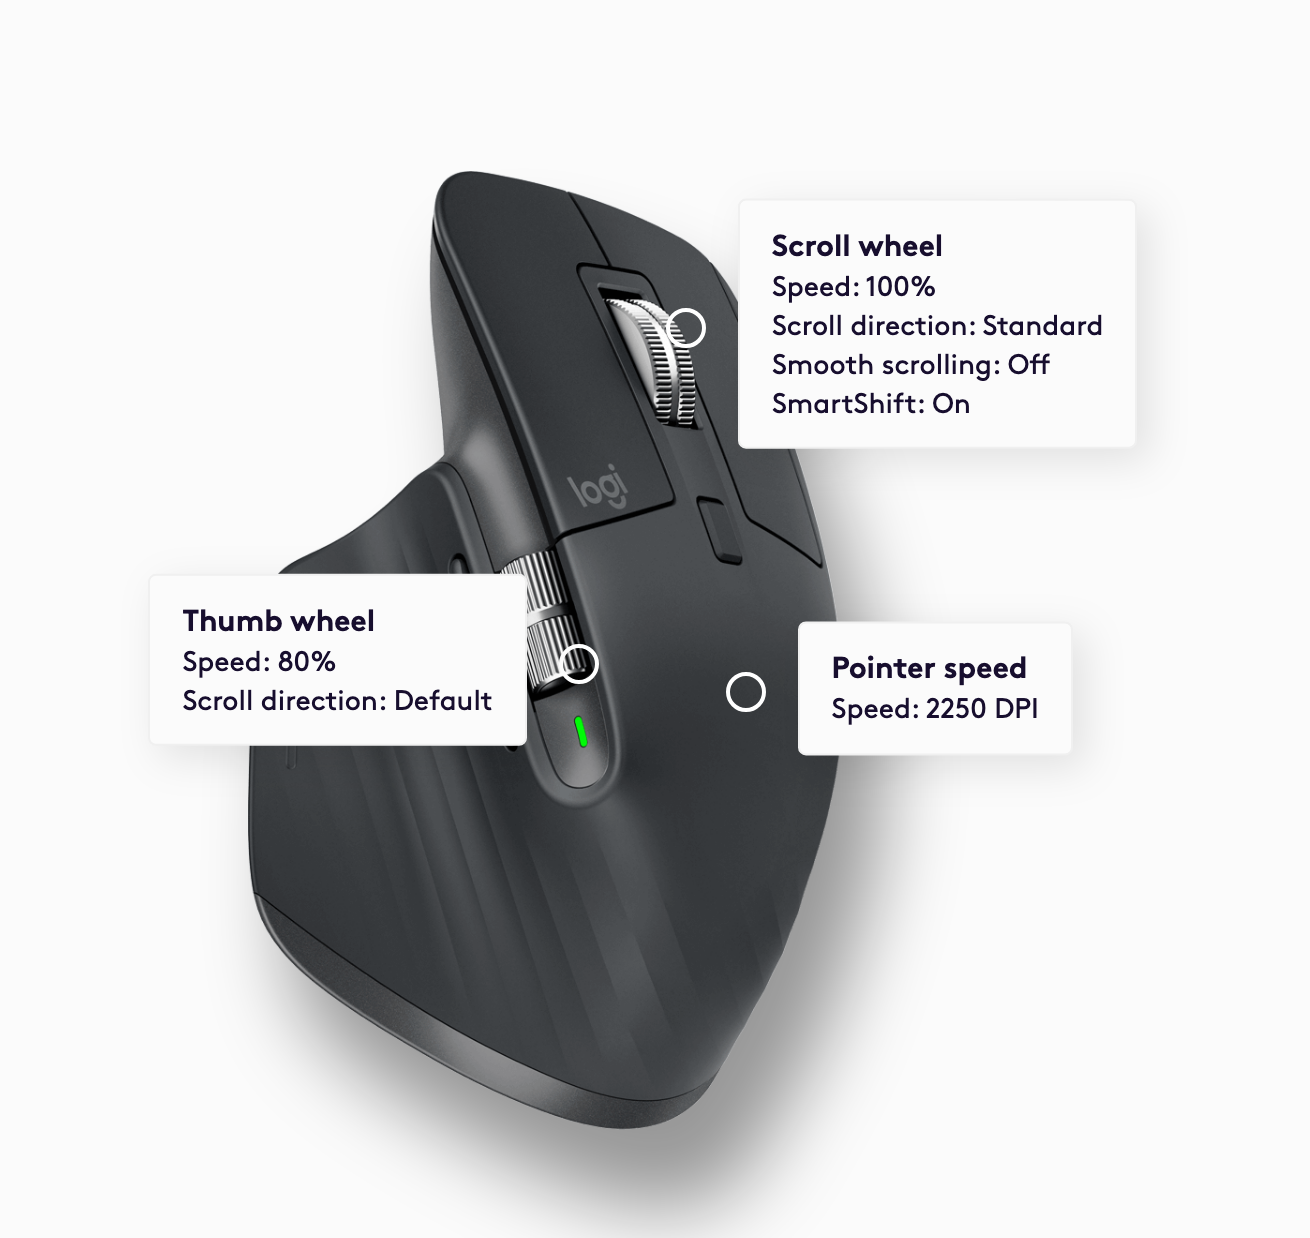 Scroll wheel
Speed: 100%
Scroll direction: Standard
Smooth scrolling: Off
SmartShift: On
logi
Thumb wheel
Speed: 80%
Scroll direction: Default
Pointer speed
Speed: 2250 DPI